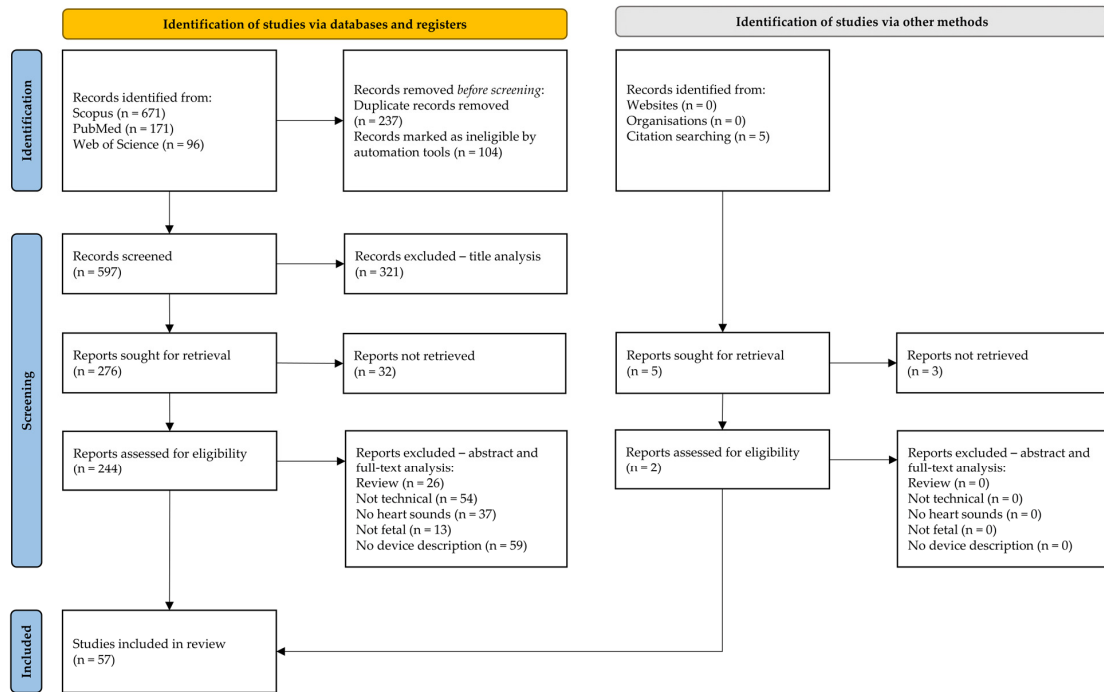 Identification of studies via databases and registers
Identification of studies via other methods
Identification
Records identified from:
Scopus (n = 671)
PubMed (n = 171)
Web of Science (n = 96)
Records removed before screening:
Duplicate records removed
(n = 237)
Records marked as ineligible by
automation tools (n = 104)
Records identified from:
Websites (n = 0)
Organisations (n = 0)
Citation searching (n = 5)
Screening
Records screened
(n = 597)
Records excluded – title analysis
(n = 321)
Reports sought for retrieval
(n = 276)
Reports not retrieved
(n = 32)
Reports sought for retrieval
(n = 5)
Reports not retrieved
(n = 3)
Reports assessed for eligibility
(n = 244)
Reports excluded – abstract and
full-text analysis:
Review (n = 26)
Not technical (n = 54)
No heart sounds (n = 37)
Not fetal (n = 13)
No device description (n = 59)
Reports assessed for eligibility
(n = 2)
Reports excluded – abstract and
full-text analysis:
Review (n = 0)
Not technical (n = 0)
No heart sounds (n = 0)
Not fetal (n = 0)
No device description (n = 0)
Included
Studies included in review
(n = 57)